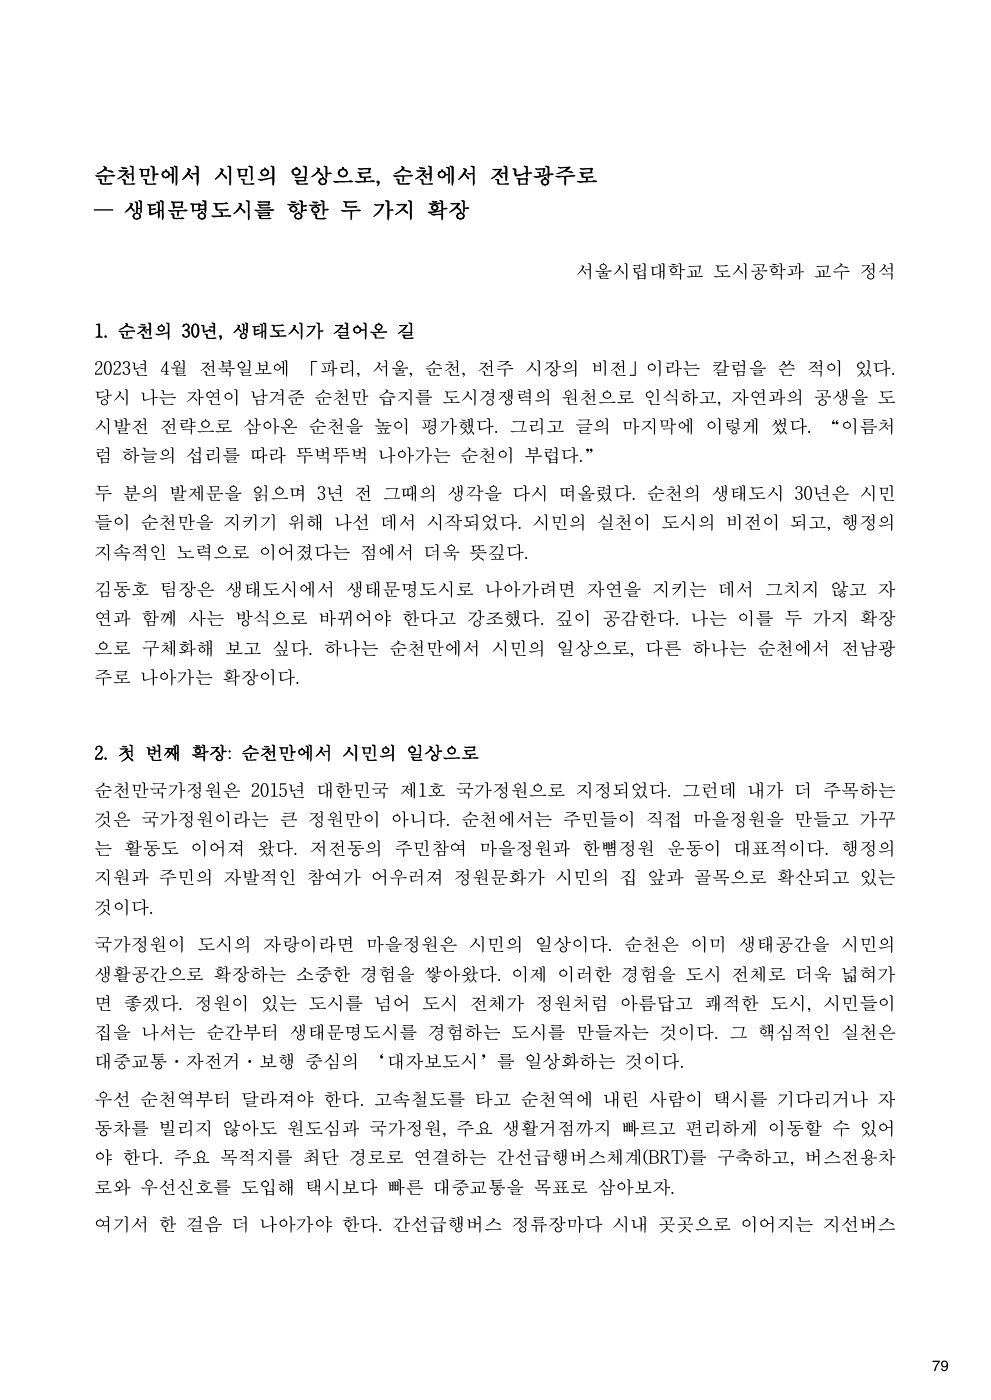 순천만에서 시민의 일상으로, 순천에서 전남광주로
― 생태문명도시를 향한 두 가지 확장
서울시립대학교 도시공학과 교수 정석
1. 순천의 30년, 생태도시가 걸어온 길
2023년 4월 전북일보에 「파리, 서울, 순천, 전주 시장의 비전」이라는 칼럼을 쓴 적이 있다.
당시 나는 자연이 남겨준 순천만 습지를 도시경쟁력의 원천으로 인식하고, 자연과의 공생을 도
시발전 전략으로 삼아온 순천을 높이 평가했다. 그리고 글의 마지막에 이렇게 썼다. “이름처
럼 하늘의 섭리를 따라 뚜벅뚜벅 나아가는 순천이 부럽다.”
두 분의 발제문을 읽으며 3년 전 그때의 생각을 다시 떠올렸다. 순천의 생태도시 30년은 시민
들이 순천만을 지키기 위해 나선 데서 시작되었다. 시민의 실천이 도시의 비전이 되고, 행정의
지속적인 노력으로 이어졌다는 점에서 더욱 뜻깊다.
김동호 팀장은 생태도시에서 생태문명도시로 나아가려면 자연을 지키는 데서 그치지 않고 자
연과 함께 사는 방식으로 바뀌어야 한다고 강조했다. 깊이 공감한다. 나는 이를 두 가지 확장
으로 구체화해 보고 싶다. 하나는 순천만에서 시민의 일상으로, 다른 하나는 순천에서 전남광
주로 나아가는 확장이다.
2. 첫 번째 확장: 순천만에서 시민의 일상으로
순천만국가정원은 2015년 대한민국 제1호 국가정원으로 지정되었다. 그런데 내가 더 주목하는
것은 국가정원이라는 큰 정원만이 아니다. 순천에서는 주민들이 직접 마을정원을 만들고 가꾸
는 활동도 이어져 왔다. 저전동의 주민참여 마을정원과 한뼘정원 운동이 대표적이다. 행정의
지원과 주민의 자발적인 참여가 어우러져 정원문화가 시민의 집 앞과 골목으로 확산되고 있는
것이다.
국가정원이 도시의 자랑이라면 마을정원은 시민의 일상이다. 순천은 이미 생태공간을 시민의
생활공간으로 확장하는 소중한 경험을 쌓아왔다. 이제 이러한 경험을 도시 전체로 더욱 넓혀가
면 좋겠다. 정원이 있는 도시를 넘어 도시 전체가 정원처럼 아름답고 쾌적한 도시, 시민들이
집을 나서는 순간부터 생태문명도시를 경험하는 도시를 만들자는 것이다. 그 핵심적인 실천은
대중교통·자전거·보행 중심의 ‘대자보도시’를 일상화하는 것이다.
우선 순천역부터 달라져야 한다. 고속철도를 타고 순천역에 내린 사람이 택시를 기다리거나 자
동차를 빌리지 않아도 원도심과 국가정원, 주요 생활거점까지 빠르고 편리하게 이동할 수 있어
야 한다. 주요 목적지를 최단 경로로 연결하는 간선급행버스체계(BRT)를 구축하고, 버스전용차
로와 우선신호를 도입해 택시보다 빠른 대중교통을 목표로 삼아보자.
여기서 한 걸음 더 나아가야 한다. 간선급행버스 정류장마다 시내 곳곳으로 이어지는 지선버스
79